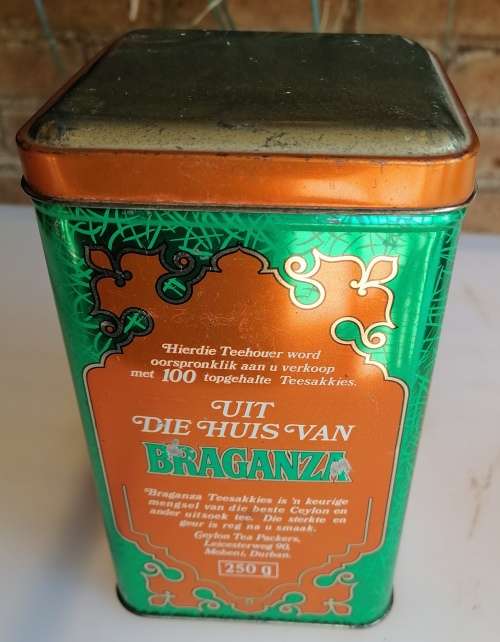 Hierdie Teehouer word
oorspronklik aan u verkoop
met 100 topgehalte Teesakkies.
UIT
DIE HUIS VAN
BRAGANZA
Braganza Teesakkies is 'n keurige
mengsel van die beste Ceylon en
ander uitsoek tee. Die sterkte en
geur is reg na u smaak.
Ceylon Tea Packers,
Leicesterweg 90,
Mobeni, Durban.
250 g